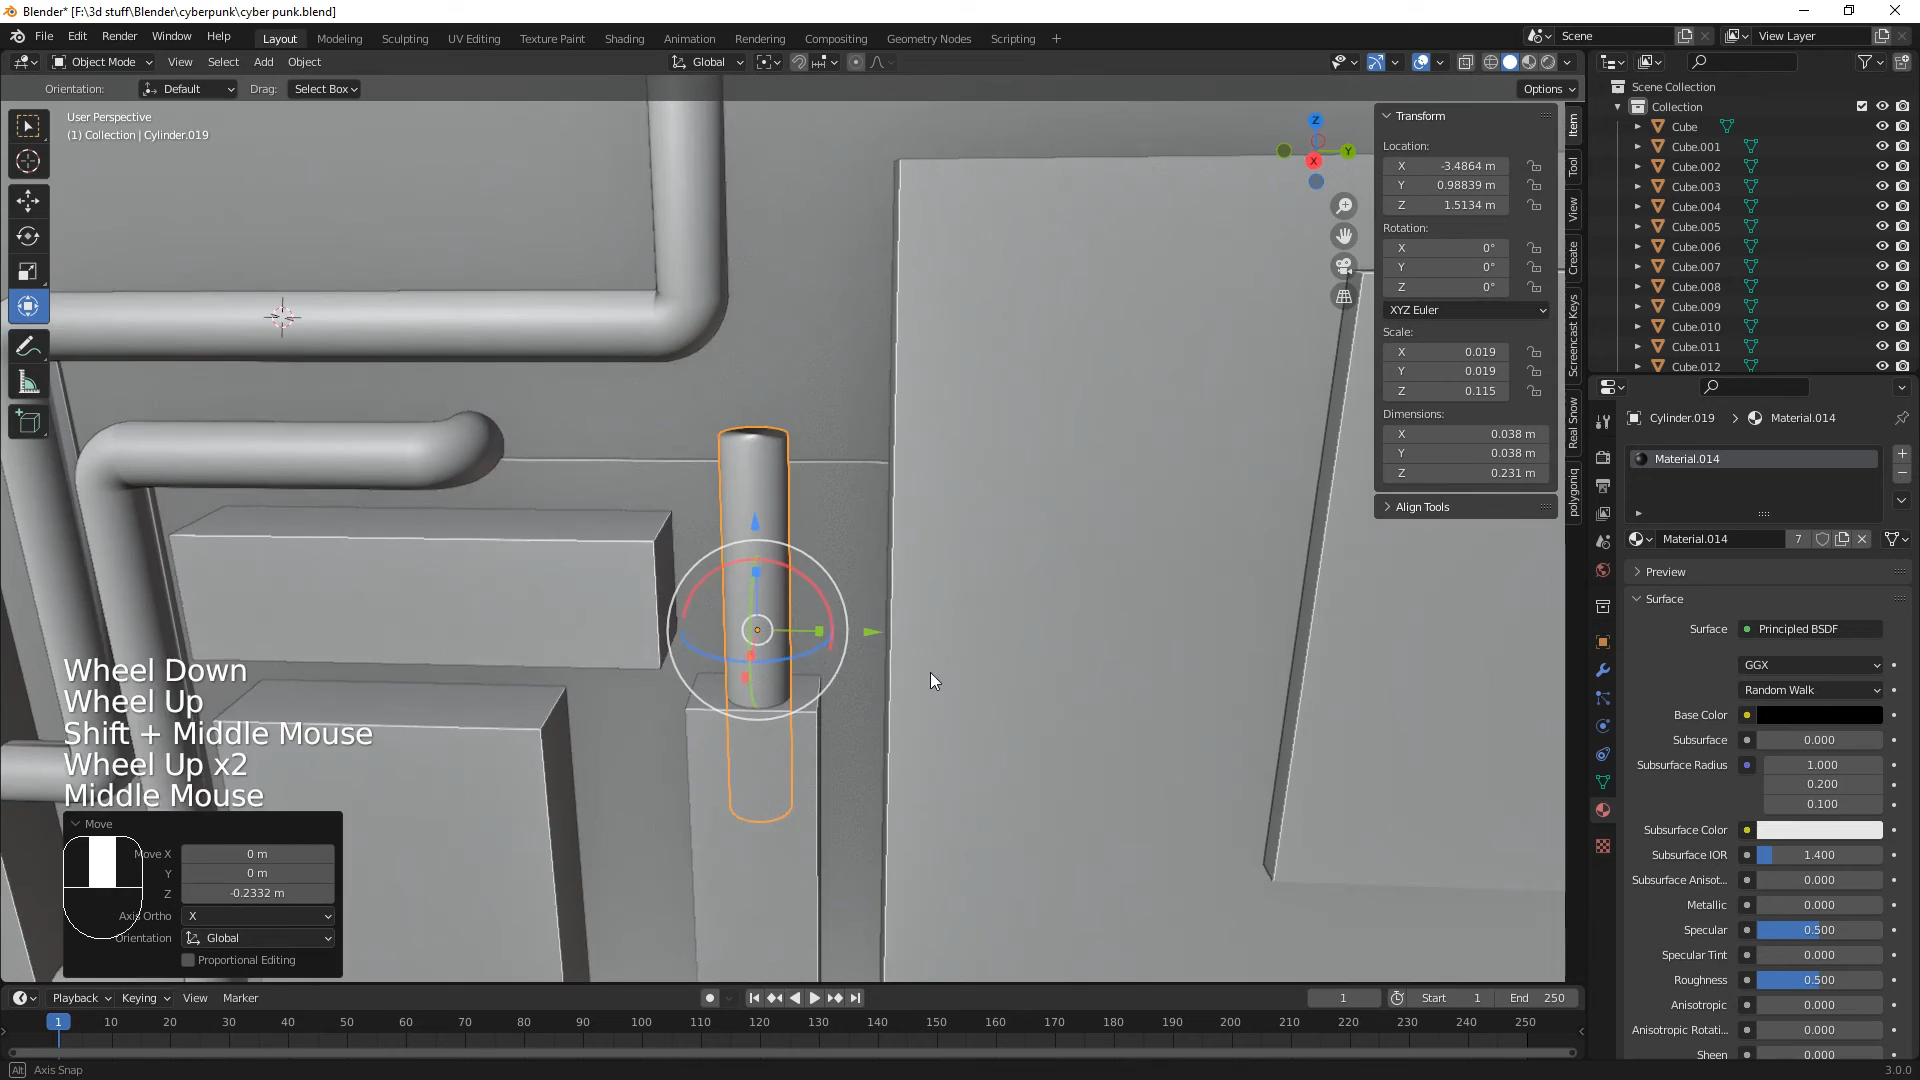 Blender* [F:\3d stuff\Blender\cyberpunk\cyber punk.blend]
File Edit Render Window Help Layout Modeling Sculpting UV Editing Texture Paint Shading Animation Rendering Compositing Geometry Nodes Scripting + Scene View Layer
Object Mode View Select Add Object Global
Orientation: Default Drag: Select Box Options
User Perspective
(1) Collection | Cylinder.019
Z
Y
X
Transform
Location:
X -3.4864 m
Y 0.98839 m
Z 1.5134 m
Rotation:
X 0°
Y 0°
Z 0°
XYZ Euler
Scale:
X 0.019
Y 0.019
Z 0.115
Dimensions:
X 0.038 m
Y 0.038 m
Z 0.231 m
Align Tools
Item
Tool
View
Create
Screencast Keys
Real Snow
polygoniq
Scene Collection
Collection
Cube
Cube.001
Cube.002
Cube.003
Cube.004
Cube.005
Cube.006
Cube.007
Cube.008
Cube.009
Cube.010
Cube.011
Cube.012
Cylinder.019 > Material.014
Material.014
Material.014 7
Preview
Surface
Surface Principled BSDF
GGX
Random Walk
Base Color
Subsurface 0.000
Subsurface Radius 1.000
0.200
0.100
Subsurface Color
Subsurface IOR 1.400
Subsurface Anisot... 0.000
Metallic 0.000
Specular 0.500
Specular Tint 0.000
Roughness 0.500
Anisotropic 0.000
Anisotropic Rotati... 0.000
Sheen 0.000
Wheel Down
Wheel Up
Shift + Middle Mouse
Wheel Up x2
Middle Mouse
Move
Move X 0 m
Y 0 m
Z -0.2332 m
Axis Ortho X
Orientation Global
Proportional Editing
Playback Keying View Marker 1 Start 1 End 250
1 10 20 30 40 50 60 70 80 90 100 110 120 130 140 150 160 170 180 190 200 210 220 230 240 250
Alt Axis Snap 3.0.0